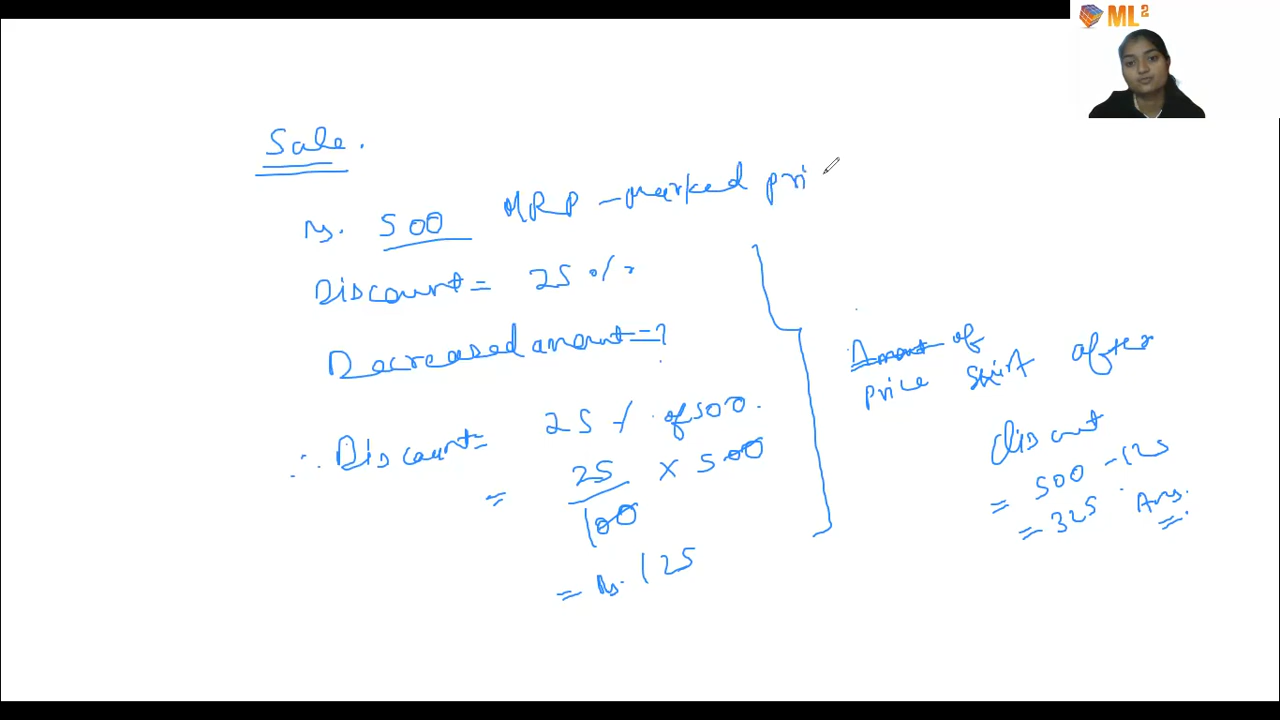 ML²
Sale.
Rs. 500 MRP - marked pri
Discount = 25%
Decreased amount = ?
∴ Discount = 25% of 500.
= 25/100 × 500
= Rs. 125
Amount of
price shirt after
discount
= 500 - 125
= 325 Ans.